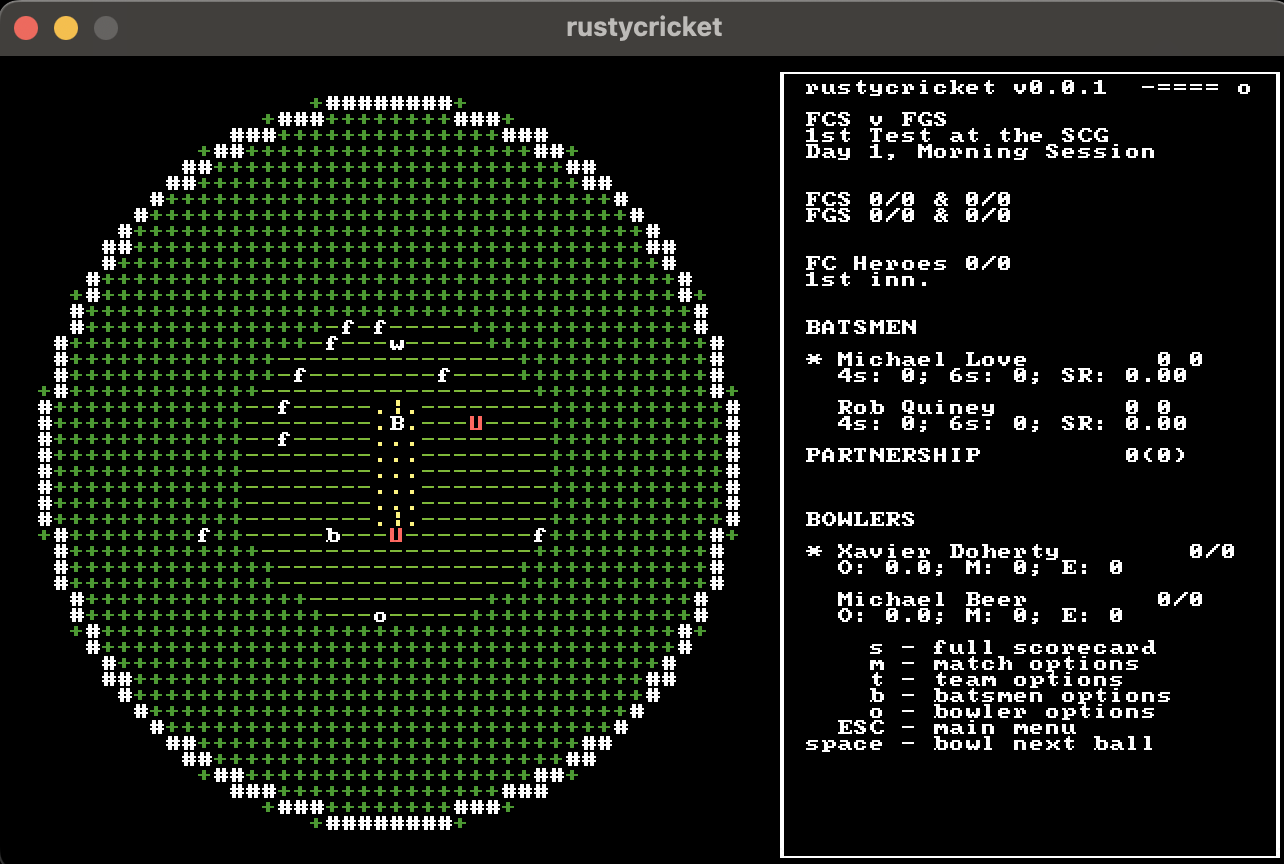 rustycricket
rustycricket v0.0.1 -==== o
FCS v FGS
1st Test at the SCG
Day 1, Morning Session
FCS 0/0 & 0/0
FGS 0/0 & 0/0
FC Heroes 0/0
1st inn.
BATSMEN
* Michael Love 0 0
4s: 0; 6s: 0; SR: 0.00
Rob Quiney 0 0
4s: 0; 6s: 0; SR: 0.00
PARTNERSHIP 0(0)
BOWLERS
* Xavier Doherty 0/0
O: 0.0; M: 0; E: 0
Michael Beer 0/0
O: 0.0; M: 0; E: 0
s - full scorecard
m - match options
t - team options
b - batsmen options
o - bowler options
ESC - main menu
space - bowl next ball
f f
f w
f f
f
B U
f
f b U f
o